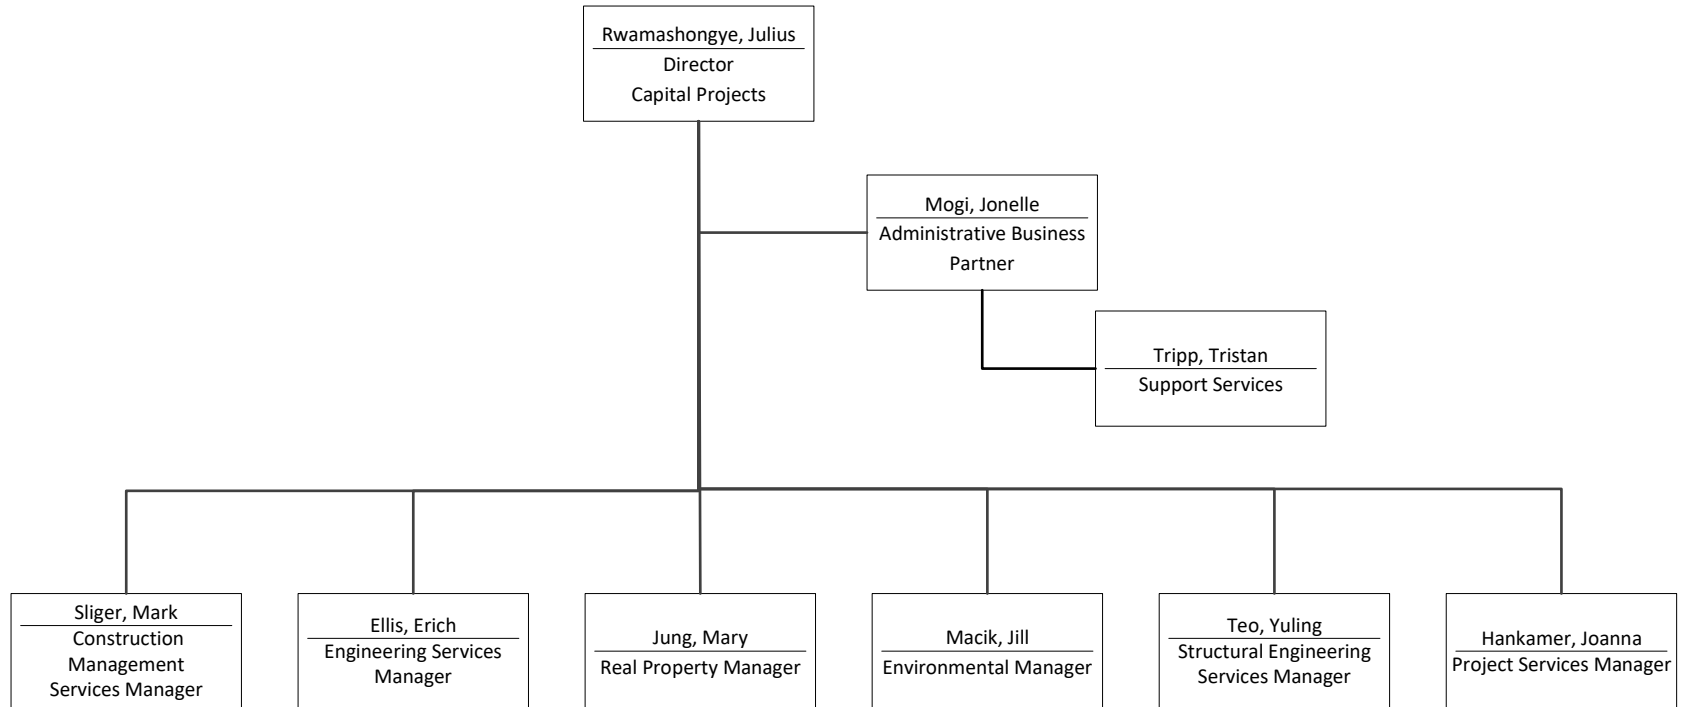 Rwamashongye, Julius
Director
Capital Projects
Mogi, Jonelle
Administrative Business
Partner
Tripp, Tristan
Support Services
Sliger, Mark
Construction
Management
Services Manager
Ellis, Erich
Engineering Services
Manager
Jung, Mary
Real Property Manager
Macik, Jill
Environmental Manager
Teo, Yuling
Structural Engineering
Services Manager
Hankamer, Joanna
Project Services Manager